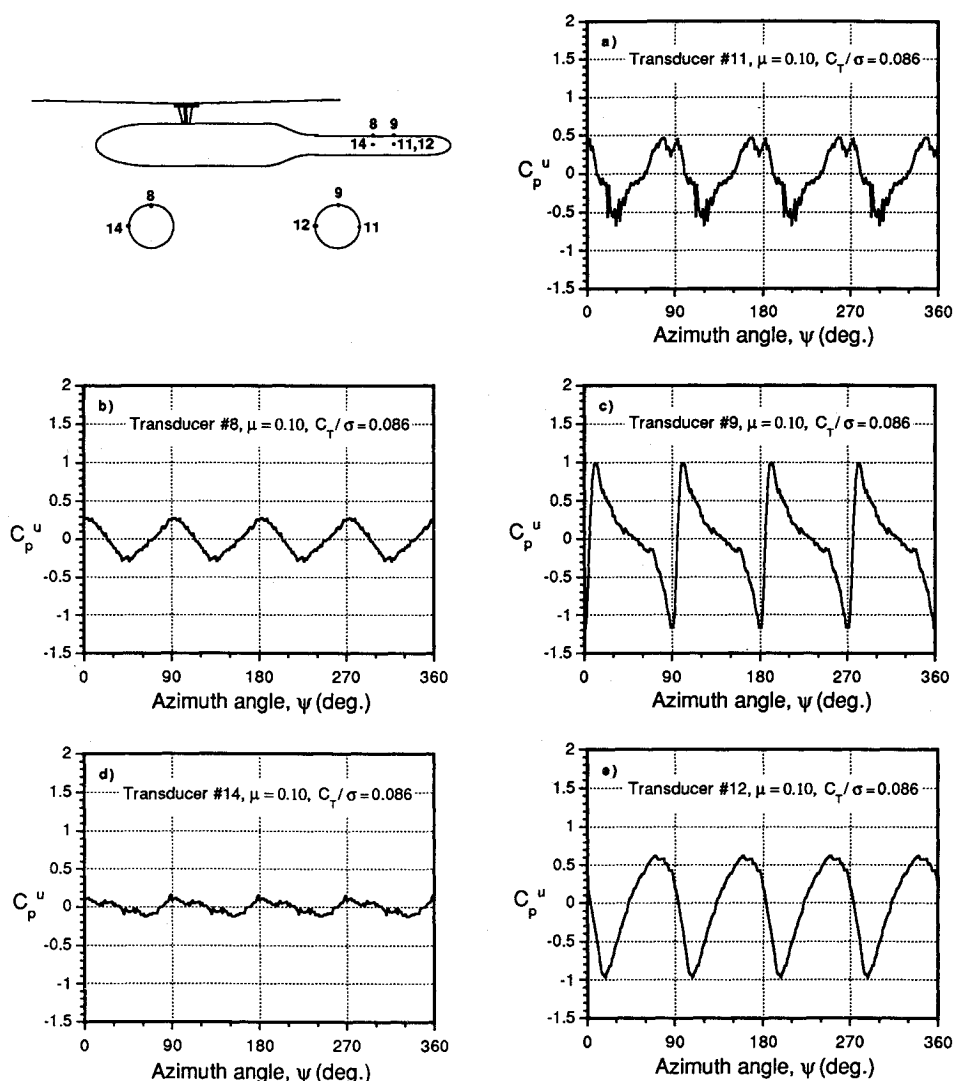 8 9
14 11,12
8
14
9
12 11
a)
Transducer #11, μ = 0.10, C_T/σ = 0.086
2
1.5
1
0.5
0
-0.5
-1
-1.5
C_p^u
0 90 180 270 360
Azimuth angle, ψ (deg.)
b)
Transducer #8, μ = 0.10, C_T/σ = 0.086
2
1.5
1
0.5
0
-0.5
-1
-1.5
C_p^u
0 90 180 270 360
Azimuth angle, ψ (deg.)
c)
Transducer #9, μ = 0.10, C_T/σ = 0.086
2
1.5
1
0.5
0
-0.5
-1
-1.5
C_p^u
0 90 180 270 360
Azimuth angle, ψ (deg.)
d)
Transducer #14, μ = 0.10, C_T/σ = 0.086
2
1.5
1
0.5
0
-0.5
-1
-1.5
C_p^u
0 90 180 270 360
Azimuth angle, ψ (deg.)
e)
Transducer #12, μ = 0.10, C_T/σ = 0.086
2
1.5
1
0.5
0
-0.5
-1
-1.5
C_p^u
0 90 180 270 360
Azimuth angle, ψ (deg.)